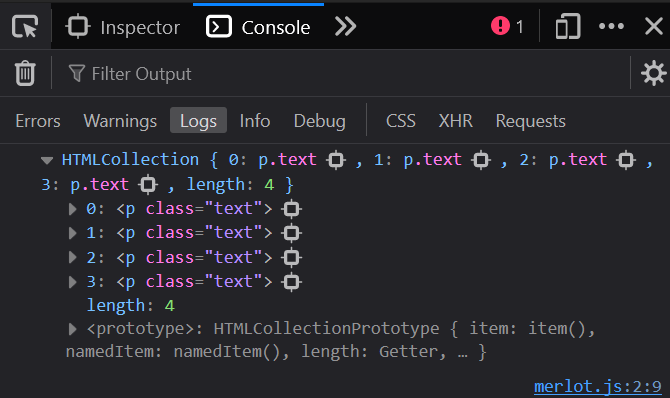 Inspector Console 1
Filter Output
Errors Warnings Logs Info Debug CSS XHR Requests
HTMLCollection { 0: p.text , 1: p.text , 2: p.text ,
3: p.text , length: 4 }
0: <p class="text">
1: <p class="text">
2: <p class="text">
3: <p class="text">
length: 4
<prototype>: HTMLCollectionPrototype { item: item(),
namedItem: namedItem(), length: Getter, … }
merlot.js:2:9